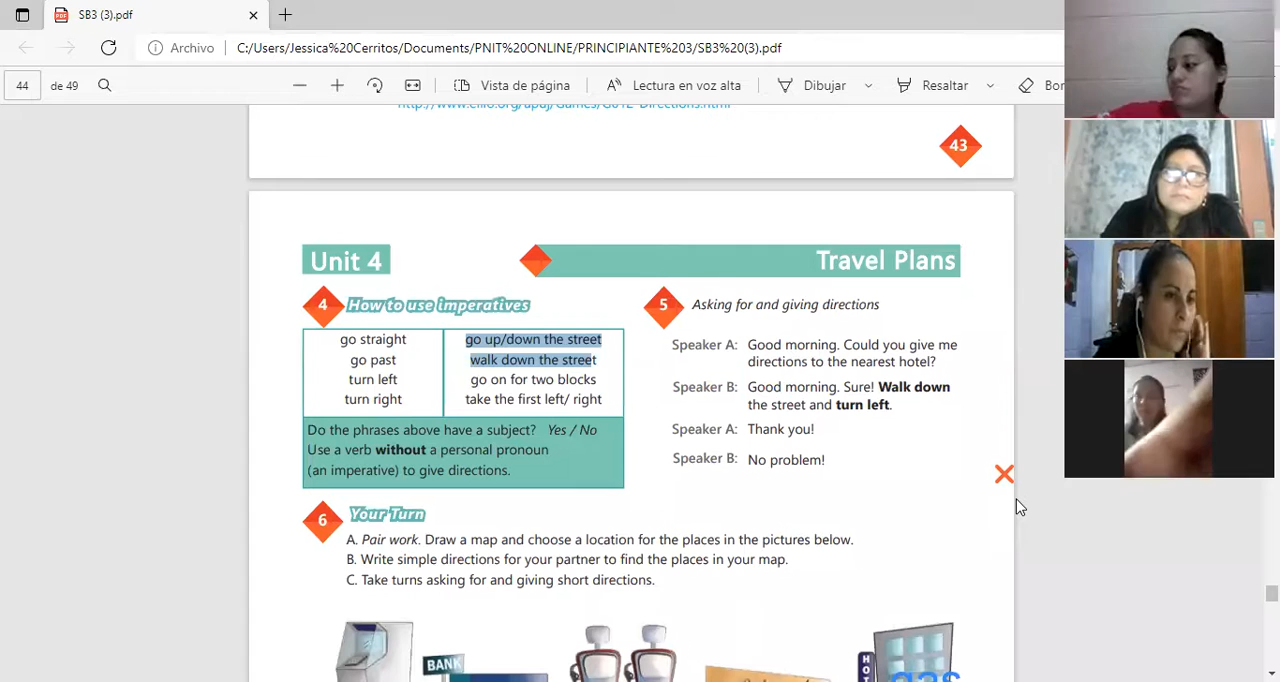 SB3 (3).pdf
Archivo
C:/Users/Jessica%20Cerritos/Documents/PNIT%20ONLINE/PRINCIPIANTE%203/SB3%20(3).pdf
44
de 49
Vista de página
Lectura en voz alta
Dibujar
Resaltar
Bor
43
Unit 4
Travel Plans
4
How to use imperatives
go straight
go past
turn left
turn right
go up/down the street
walk down the street
go on for two blocks
take the first left/ right
Do the phrases above have a subject? Yes / No
Use a verb without a personal pronoun
(an imperative) to give directions.
5
Asking for and giving directions
Speaker A: Good morning. Could you give me
directions to the nearest hotel?
Speaker B: Good morning. Sure! Walk down
the street and turn left.
Speaker A: Thank you!
Speaker B: No problem!
6
Your Turn
A. Pair work. Draw a map and choose a location for the places in the pictures below.
B. Write simple directions for your partner to find the places in your map.
C. Take turns asking for and giving short directions.
BANK
HO
gas